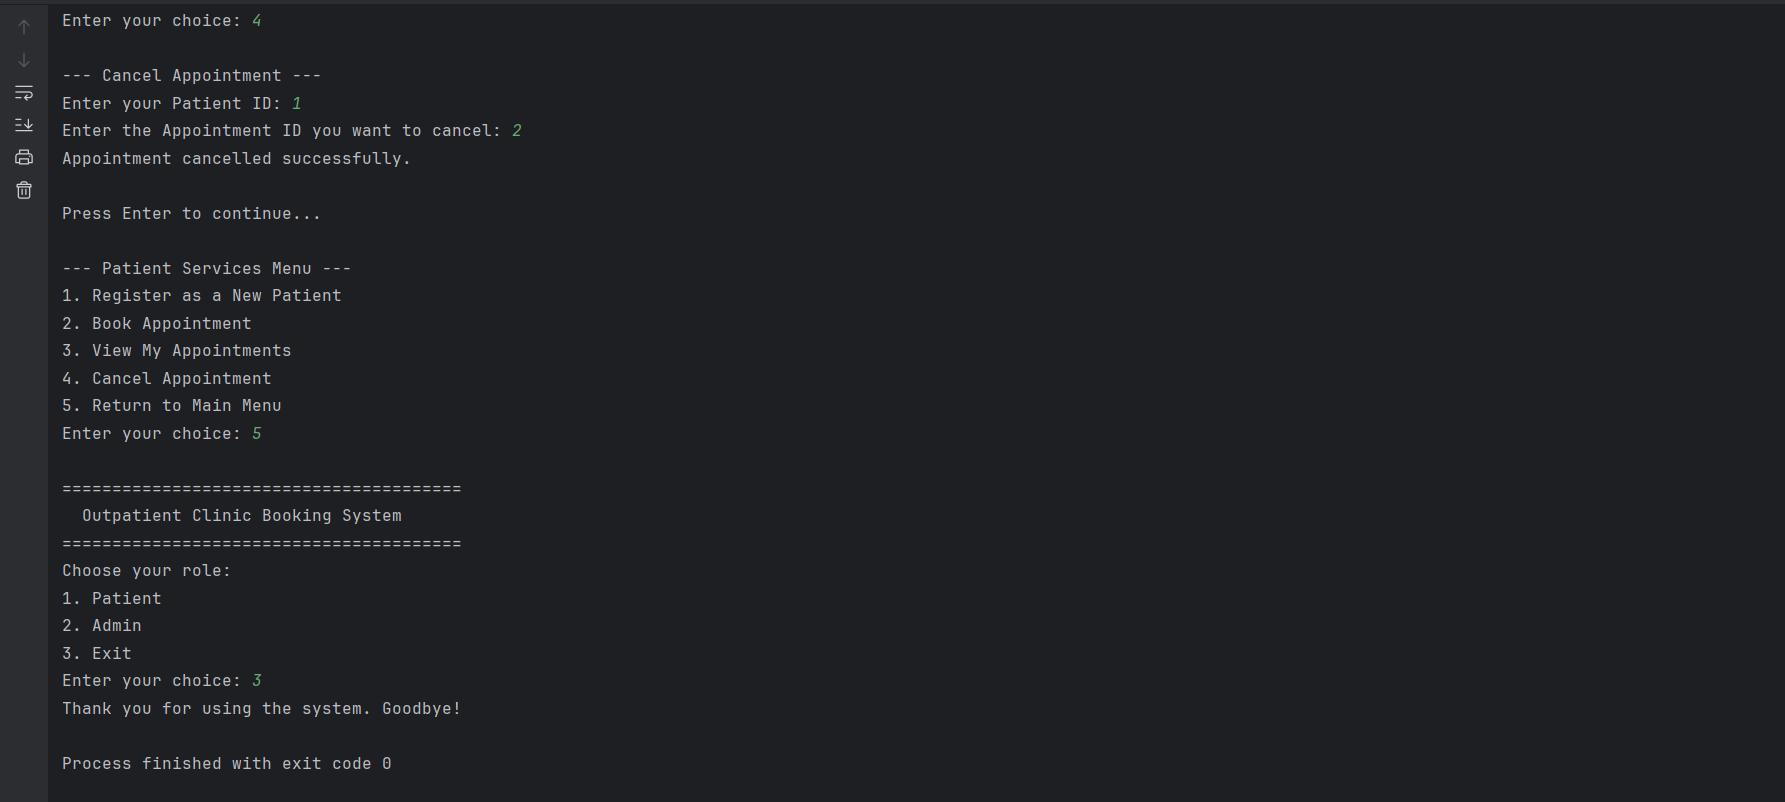 Enter your choice: 4
--- Cancel Appointment ---
Enter your Patient ID: 1
Enter the Appointment ID you want to cancel: 2
Appointment cancelled successfully.
Press Enter to continue...
--- Patient Services Menu ---
1. Register as a New Patient
2. Book Appointment
3. View My Appointments
4. Cancel Appointment
5. Return to Main Menu
Enter your choice: 5
========================================
  Outpatient Clinic Booking System
========================================
Choose your role:
1. Patient
2. Admin
3. Exit
Enter your choice: 3
Thank you for using the system. Goodbye!
Process finished with exit code 0